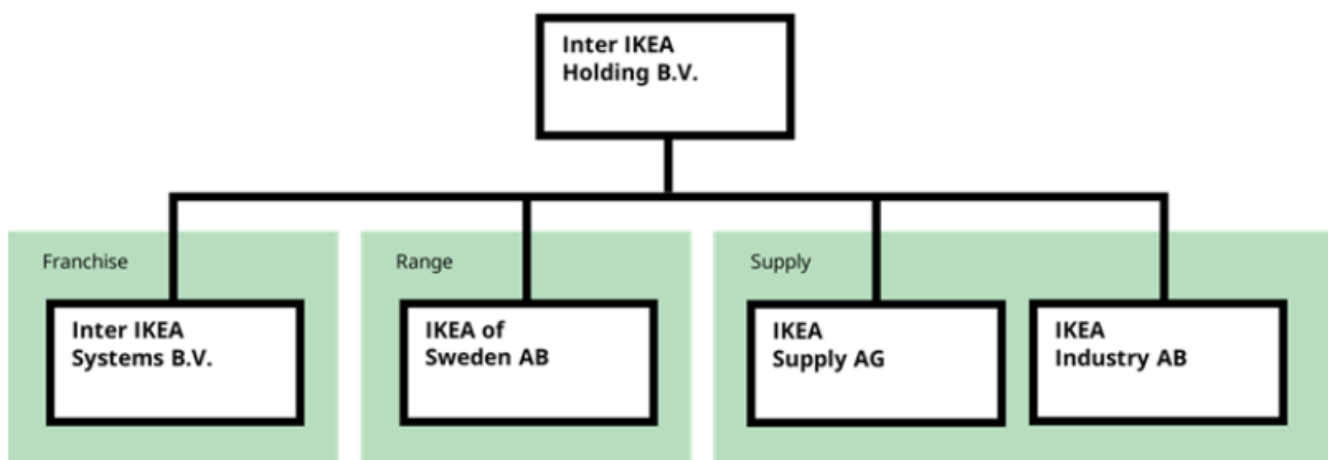 Inter IKEA
Holding B.V.
Franchise
Inter IKEA
Systems B.V.
Range
IKEA of
Sweden AB
Supply
IKEA
Supply AG
IKEA
Industry AB